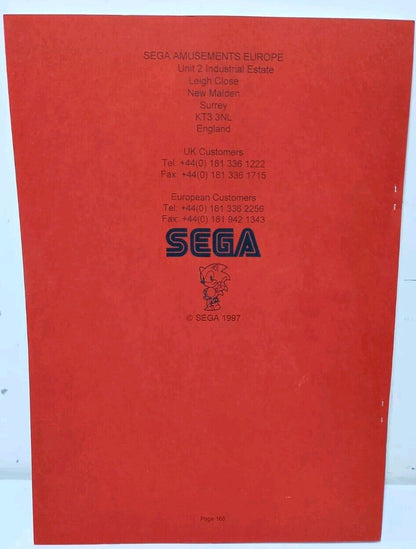 SEGA AMUSEMENTS EUROPE
Unit 2 Industrial Estate
Leigh Close
New Malden
Surrey
KT3 3NL
England
UK Customers
Tel: +44(0) 181 336 1222
Fax: +44(0) 181 336 1715
European Customers
Tel: +44(0) 181 336 2256
Fax: +44(0) 181 942 1343
SEGA
© SEGA 1997
Page 166